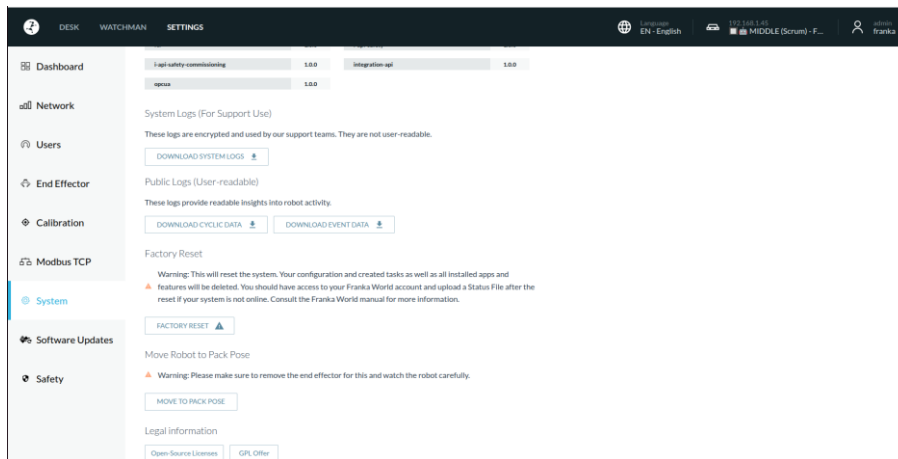 DESK WATCHMAN SETTINGS
Language
EN - English
192.168.1.45
MIDDLE (Scrum) - F...
admin
franka
Dashboard
Network
Users
End Effector
Calibration
Modbus TCP
System
Software Updates
Safety
i-api-safety-commissioning 1.0.0 integration-api 1.0.0
opcua 1.0.0
System Logs (For Support Use)
These logs are encrypted and used by our support teams. They are not user-readable.
DOWNLOAD SYSTEM LOGS
Public Logs (User-readable)
These logs provide readable insights into robot activity.
DOWNLOAD CYCLIC DATA DOWNLOAD EVENT DATA
Factory Reset
Warning: This will reset the system. Your configuration and created tasks as well as all installed apps and
features will be deleted. You should have access to your Franka World account and upload a Status File after the
reset if your system is not online. Consult the Franka World manual for more information.
FACTORY RESET
Move Robot to Pack Pose
Warning: Please make sure to remove the end effector for this and watch the robot carefully.
MOVE TO PACK POSE
Legal information
Open-Source Licenses GPL Offer